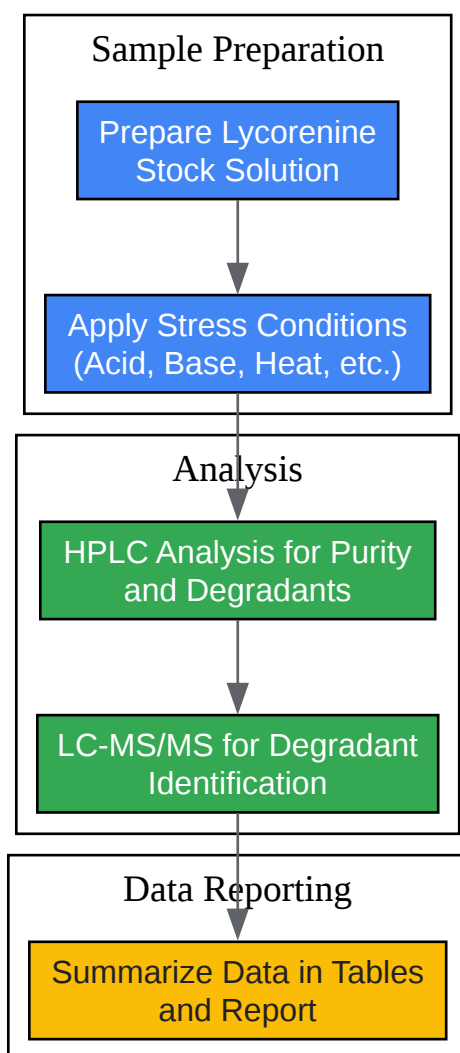 Sample Preparation
Prepare Lycorenine
Stock Solution
Apply Stress Conditions
(Acid, Base, Heat, etc.)
Analysis
HPLC Analysis for Purity
and Degradants
LC-MS/MS for Degradant
Identification
Data Reporting
Summarize Data in Tables
and Report